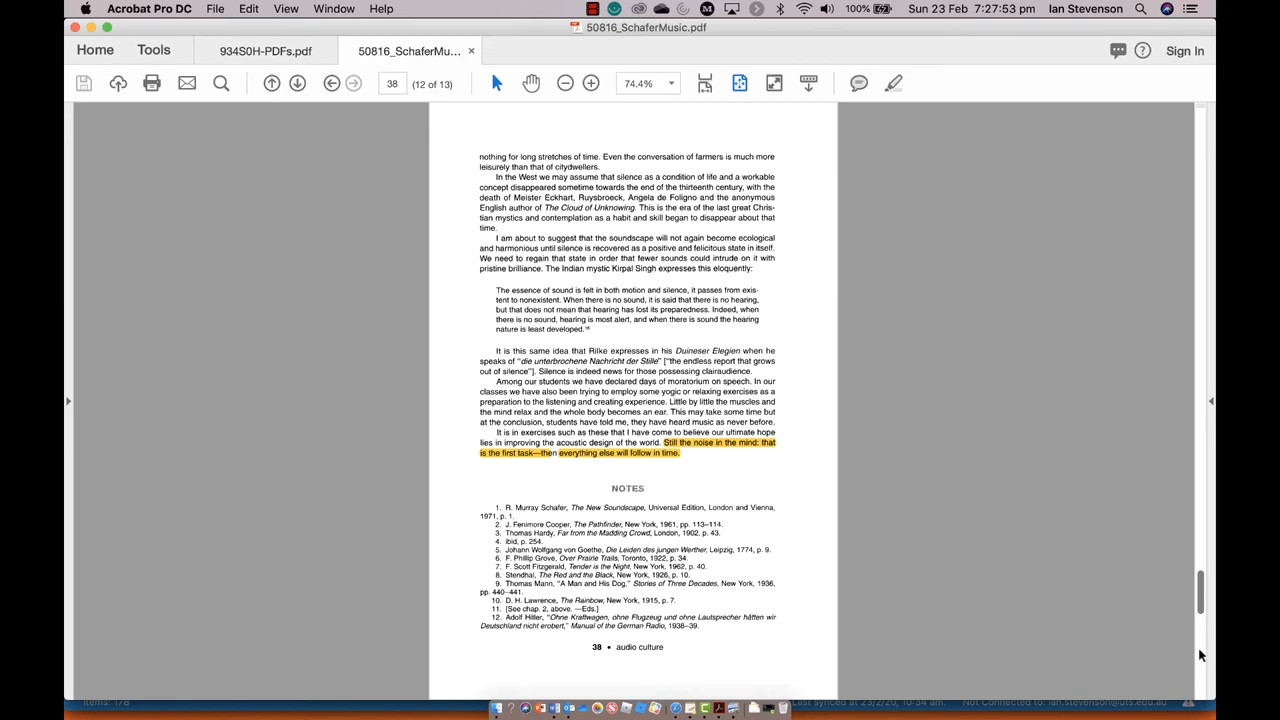 Acrobat Pro DC File Edit View Window Help 100% Sun 23 Feb 7:27:53 pm Ian Stevenson
50816_SchaferMusic.pdf
Home Tools 934S0H-PDFs.pdf 50816_SchaferMu... × Sign In
38 (12 of 13) 74.4%
nothing for long stretches of time. Even the conversation of farmers is much more
leisurely than that of citydwellers.
In the West we may assume that silence as a condition of life and a workable
concept disappeared sometime towards the end of the thirteenth century, with the
death of Meister Eckhart, Ruysbroeck, Angela de Foligno and the anonymous
English author of The Cloud of Unknowing. This is the era of the last great Chris-
tian mystics and contemplation as a habit and skill began to disappear about that
time.
I am about to suggest that the soundscape will not again become ecological
and harmonious until silence is recovered as a positive and felicitous state in itself.
We need to regain that state in order that fewer sounds could intrude on it with
pristine brilliance. The Indian mystic Kirpal Singh expresses this eloquently:
The essence of sound is felt in both motion and silence, it passes from exis-
tent to nonexistent. When there is no sound, it is said that there is no hearing,
but that does not mean that hearing has lost its preparedness. Indeed, when
there is no sound, hearing is most alert, and when there is sound the hearing
nature is least developed.
It is this same idea that Rilke expresses in his Duineser Elegien when he
speaks of "die unterbrochene Nachricht der Stille" ["the endless report that grows
out of silence"]. Silence is indeed news for those possessing clairaudience.
Among our students we have declared days of moratorium on speech. In our
classes we have also been trying to employ some yogic or relaxing exercises as a
preparation to the listening and creating experience. Little by little the muscles and
the mind relax and the whole body becomes an ear. This may take some time but
at the conclusion, students have told me, they have heard music as never before.
It is in exercises such as these that I have come to believe our ultimate hope
lies in improving the acoustic design of the world. Still the noise in the mind: that
is the first task—then everything else will follow in time.
NOTES
1. R. Murray Schafer, The New Soundscape, Universal Edition, London and Vienna,
1971, p. 1.
2. J. Fenimore Cooper, The Pathfinder, New York, 1961, pp. 113–114.
3. Thomas Hardy, Far from the Madding Crowd, London, 1902, p. 43.
4. ibid, p. 254.
5. Johann Wolfgang von Goethe, Die Leiden des jungen Werther, Leipzig, 1774, p. 9.
6. F. Phillip Grove, Over Prairie Trails, Toronto, 1922, p. 34.
7. F. Scott Fitzgerald, Tender is the Night, New York, 1962, p. 40.
8. Stendhal, The Red and the Black, New York, 1926, p. 10.
9. Thomas Mann, "A Man and His Dog," Stories of Three Decades, New York, 1936,
pp. 440–441.
10. D. H. Lawrence, The Rainbow, New York, 1915, p. 7.
11. [See chap. 2, above. —Eds.]
12. Adolf Hitler, "Ohne Kraftwagen, ohne Flugzeug und ohne Lautsprecher hätten wir
Deutschland nicht erobert," Manual of the German Radio, 1938–39.
38 • audio culture
Items: 178 Last synced at 23/2/20, 10:34 am. Not Connected to: ian.stevenson@uts.edu.au